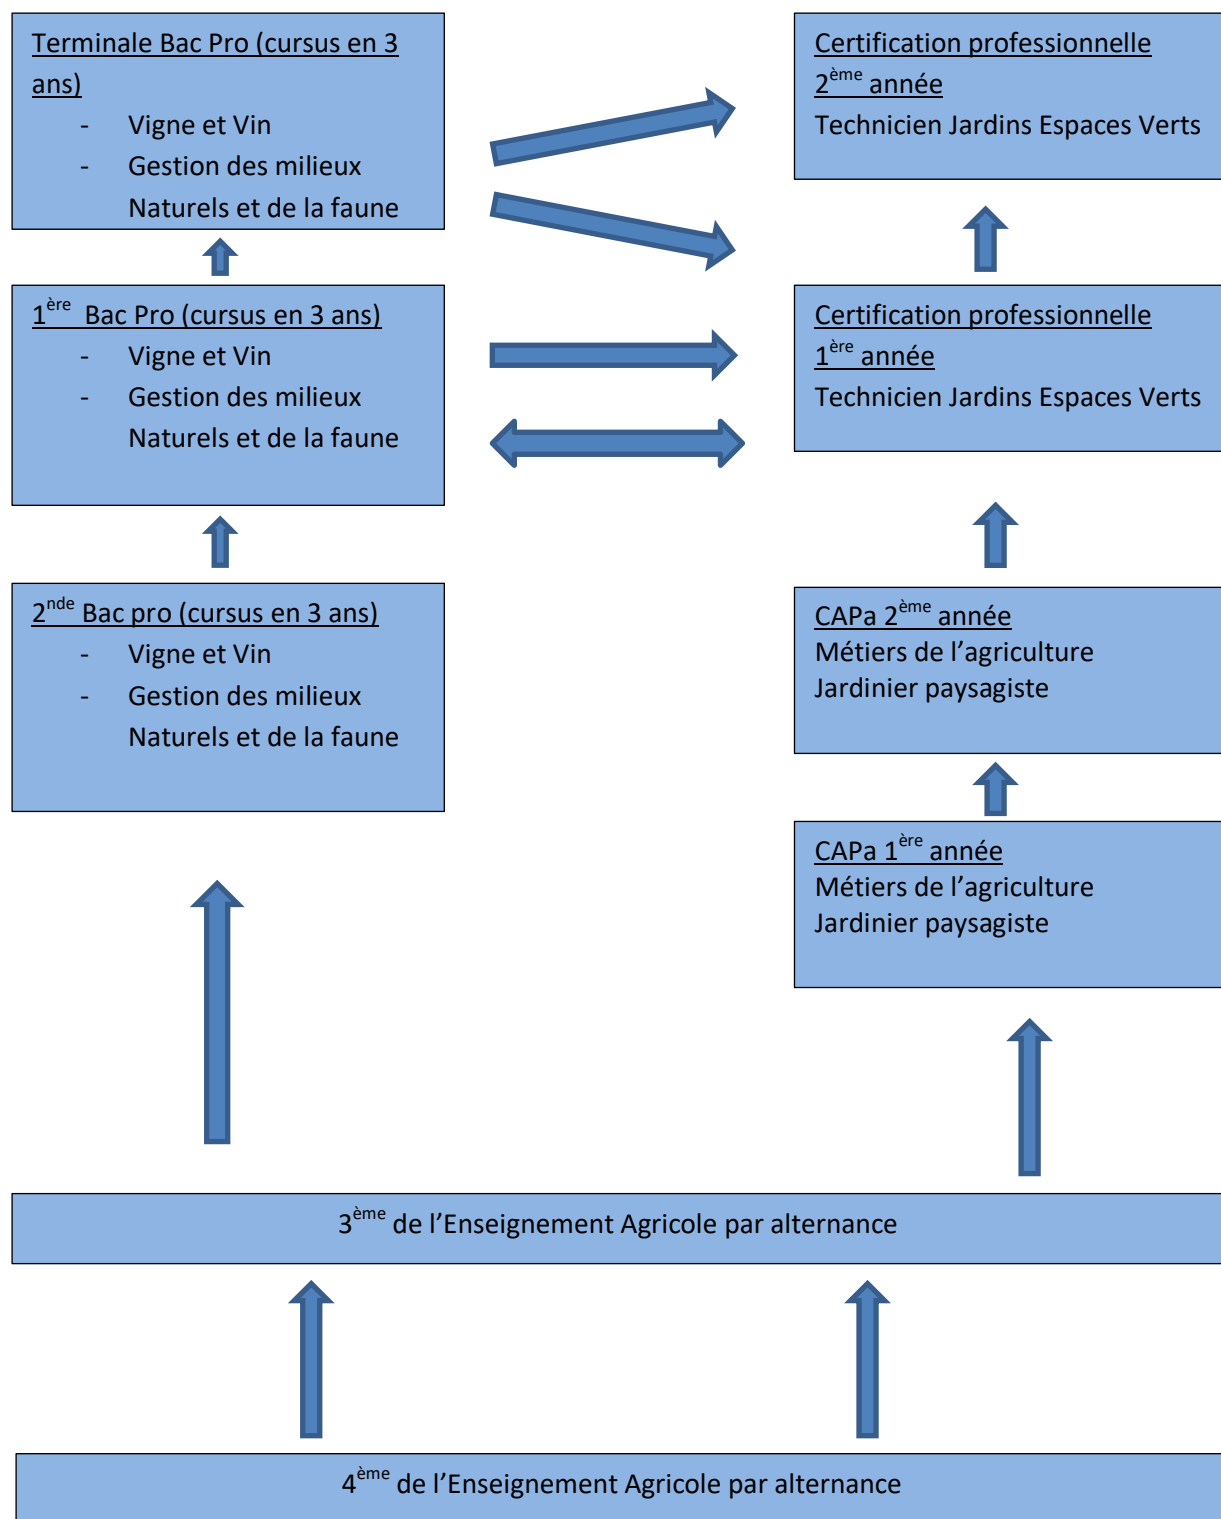 Terminale Bac Pro (cursus en 3
ans)
- Vigne et Vin
- Gestion des milieux
Naturels et de la faune
Certification professionnelle
2ème année
Technicien Jardins Espaces Verts
1ère Bac Pro (cursus en 3 ans)
- Vigne et Vin
- Gestion des milieux
Naturels et de la faune
Certification professionnelle
1ère année
Technicien Jardins Espaces Verts
2nde Bac pro (cursus en 3 ans)
- Vigne et Vin
- Gestion des milieux
Naturels et de la faune
CAPa 2ème année
Métiers de l’agriculture
Jardinier paysagiste
CAPa 1ère année
Métiers de l’agriculture
Jardinier paysagiste
3ème de l’Enseignement Agricole par alternance
4ème de l’Enseignement Agricole par alternance